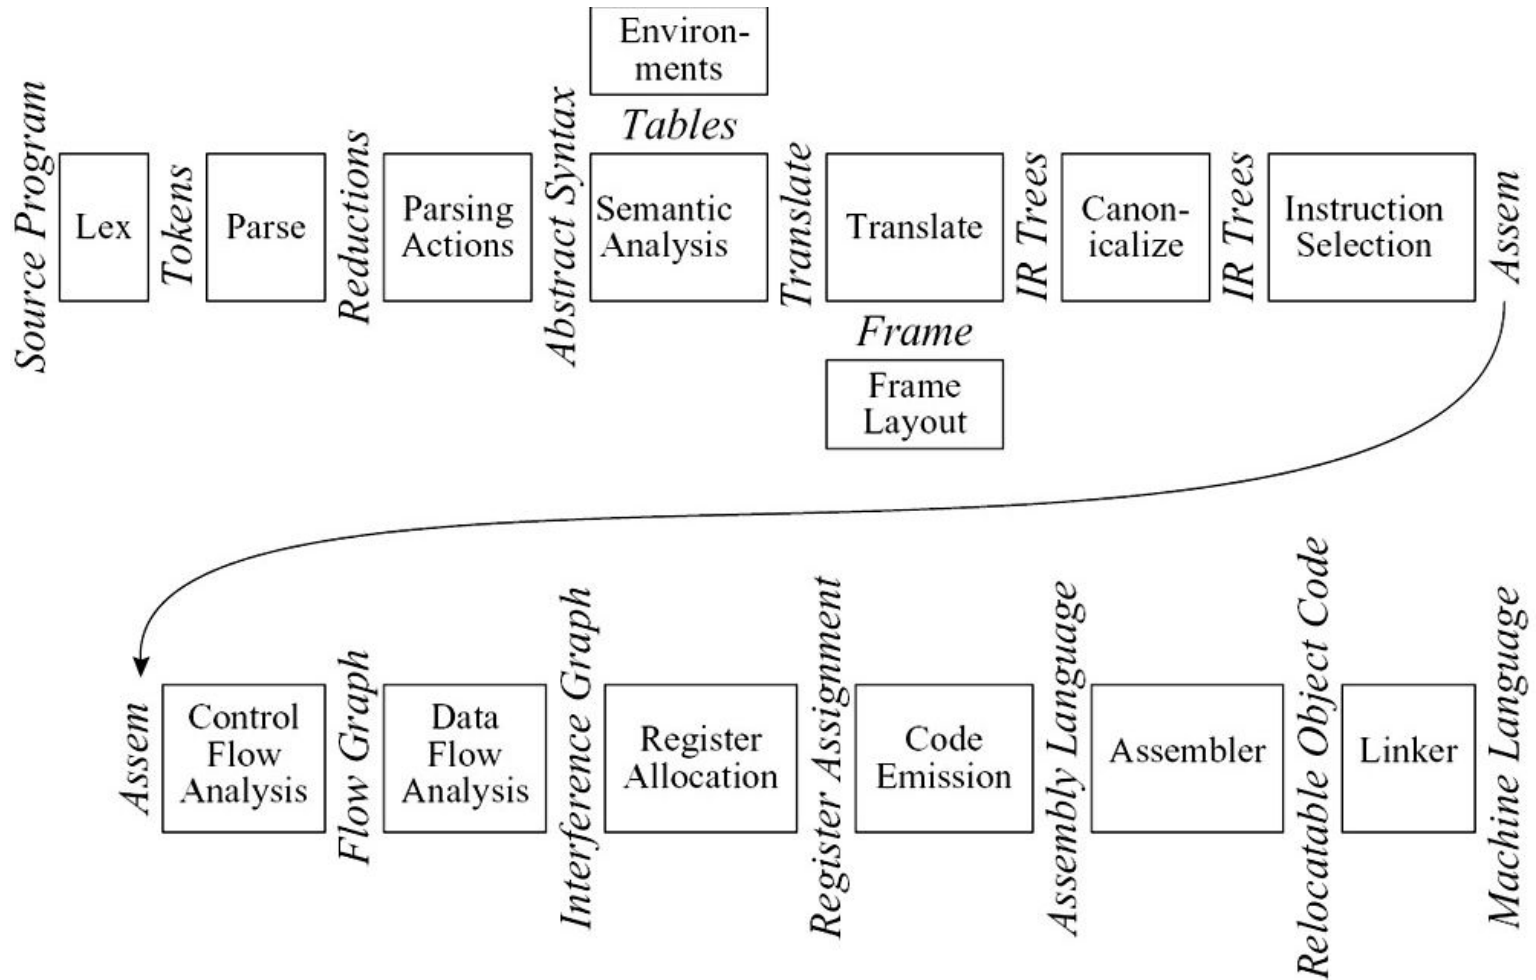 Environ-
ments
Tables
Source Program
Lex
Tokens
Parse
Reductions
Parsing
Actions
Abstract Syntax
Semantic
Analysis
Translate
Translate
IR Trees
Canon-
icalize
IR Trees
Instruction
Selection
Assem
Frame
Frame
Layout
Assem
Control
Flow
Analysis
Flow Graph
Data
Flow
Analysis
Interference Graph
Register
Allocation
Register Assignment
Code
Emission
Assembly Language
Assembler
Relocatable Object Code
Linker
Machine Language